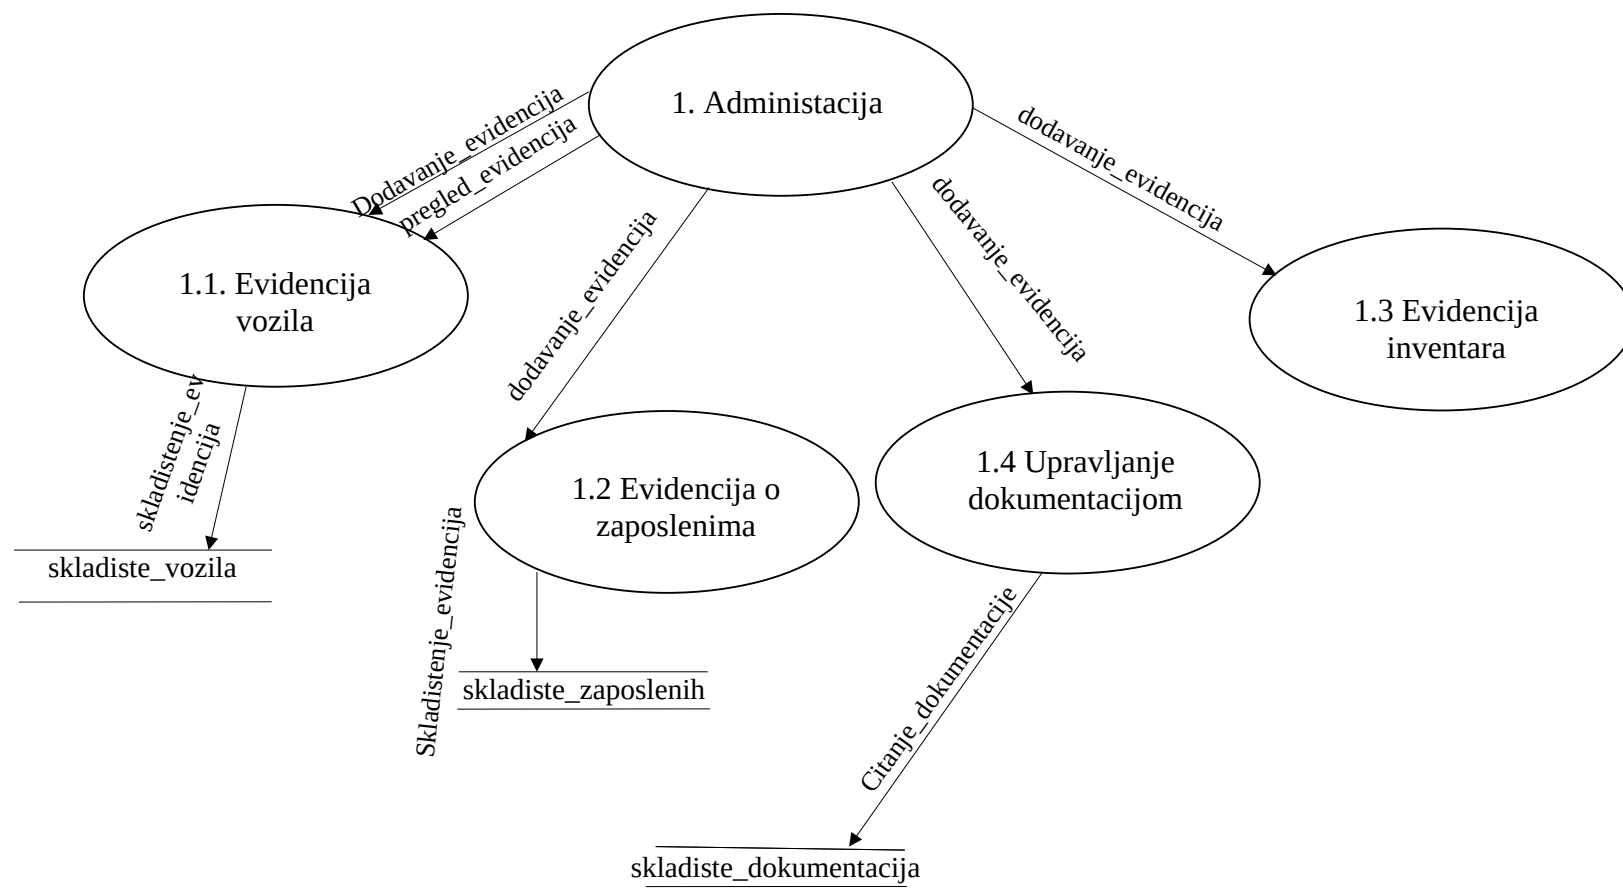 1. Administacija
Dodavanje_evidencija
pregled_evidencija
dodavanje_evidencija
dodavanje_evidencija
dodavanje_evidencija
1.1. Evidencija
vozila
1.3 Evidencija
inventara
skladistenje_ev
idencija
1.2 Evidencija o
zaposlenima
1.4 Upravljanje
dokumentacijom
skladiste_vozila
Skladistenje_evidencija
skladiste_zaposlenih
Citanje_dokumentacije
skladiste_dokumentacija